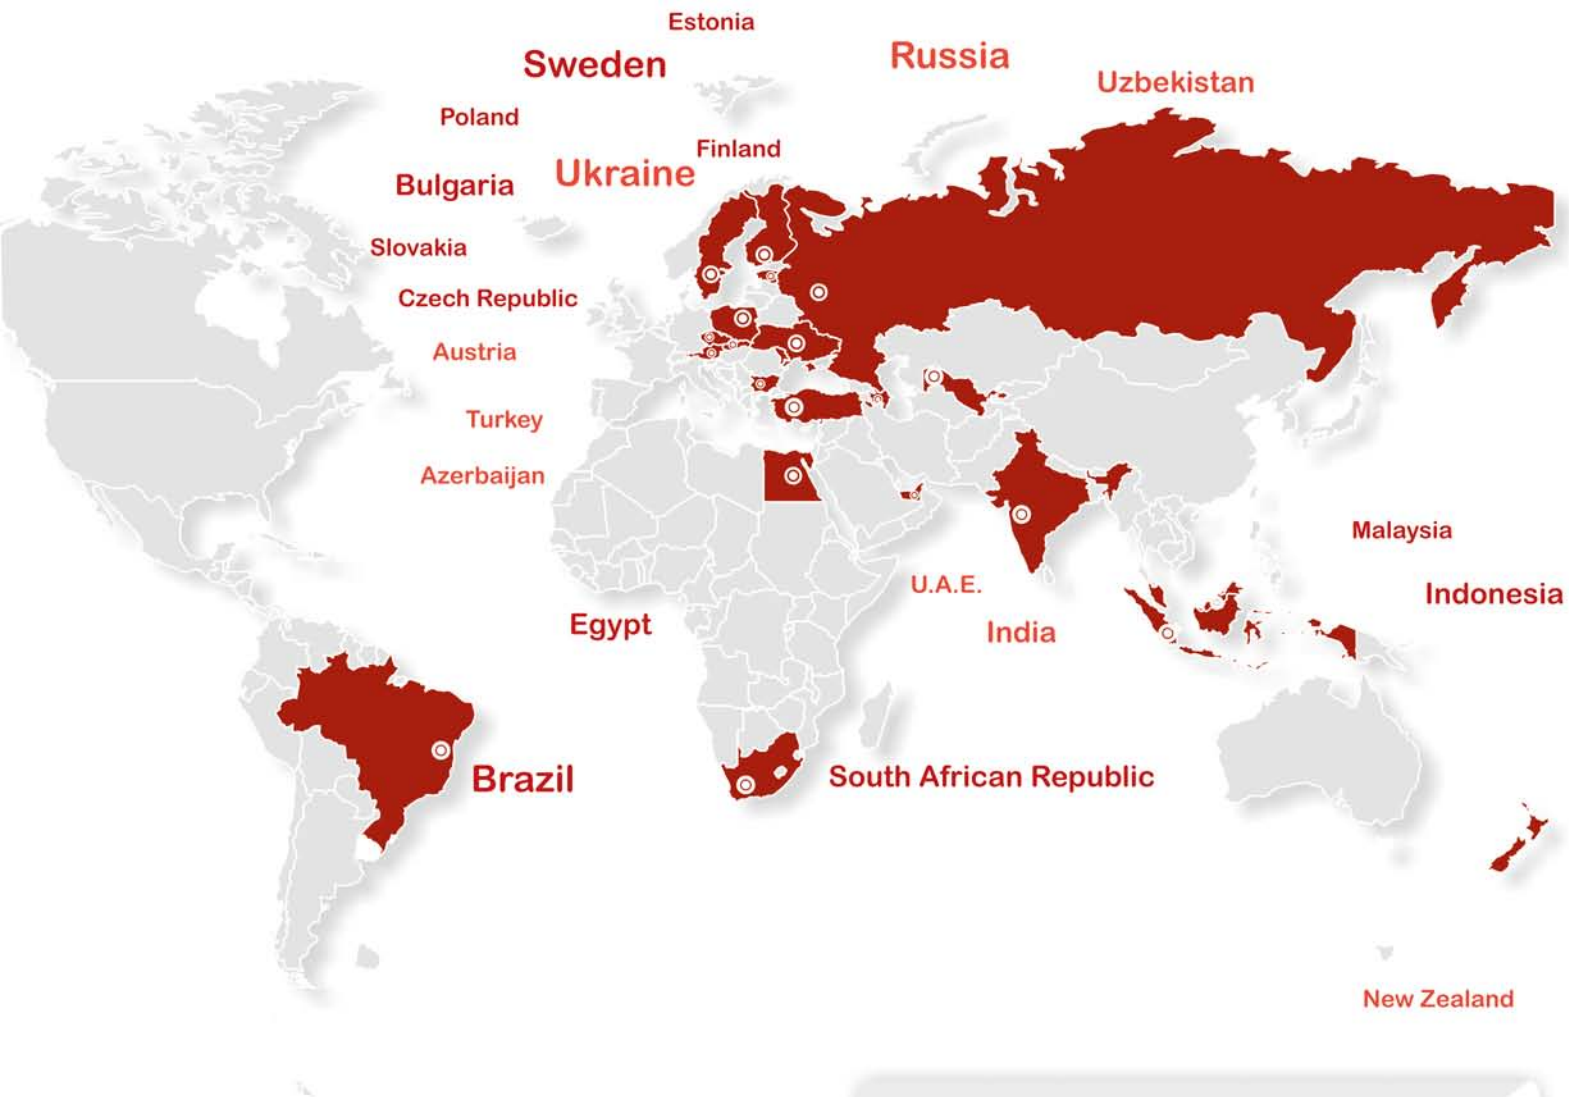 Estonia
Sweden
Russia
Uzbekistan
Poland
Finland
Ukraine
Bulgaria
Slovakia
Czech Republic
Austria
Turkey
Azerbaijan
Malaysia
U.A.E.
Indonesia
Egypt
India
Brazil
South African Republic
New Zealand